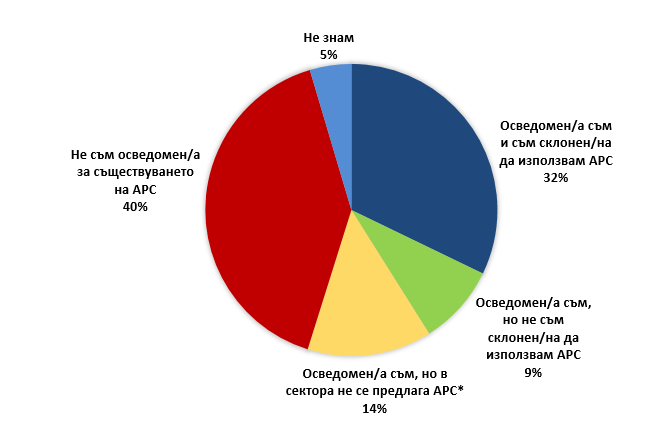 Не знам
5%
Осведомен/а съм
и съм склонен/на
да използвам АРС
32%
Осведомен/а съм,
но не съм
склонен/на да
използвам АРС
9%
Осведомен/а съм, но в
сектора не се предлага АРС*
14%
Не съм осведомен/а
за съществуването
на АРС
40%